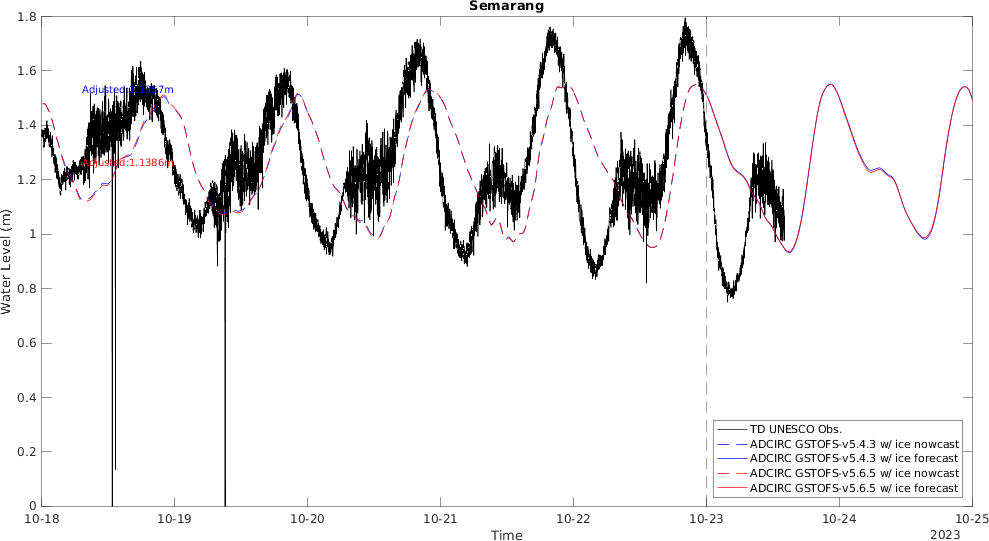 Semarang
1.8
1.6
1.4
1.2
1
0.8
0.6
0.4
0.2
0
Water Level (m)
Adjusted:1.1386m
10-18
10-19
10-20
10-21
10-22
10-23
10-24
10-25
Time
2023
TD UNESCO Obs.
ADCIRC GSTOFS-v5.4.3 w/ ice nowcast
ADCIRC GSTOFS-v5.4.3 w/ ice forecast
ADCIRC GSTOFS-v5.6.5 w/ ice nowcast
ADCIRC GSTOFS-v5.6.5 w/ ice forecast